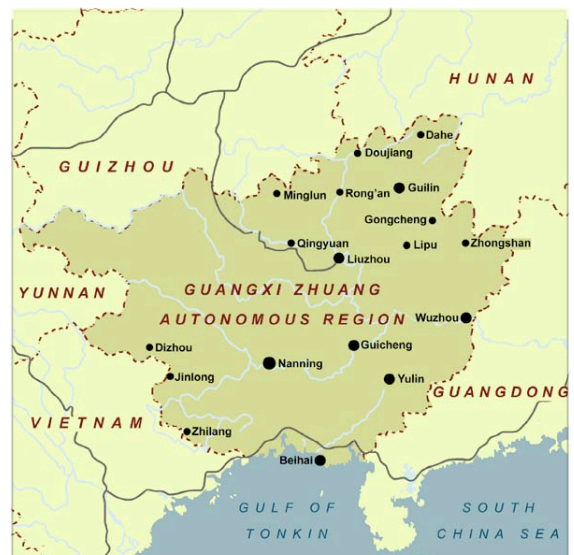 HUNAN
Dahe
Doujiang
GUIZHOU
Minglun
Rong'an
Guilin
Gongcheng
Qingyuan
Lipu
Zhongshan
Liuzhou
YUNNAN
GUANGXI ZHUANG
AUTONOMOUS REGION
Wuzhou
Dizhou
Guicheng
Nanning
Jinlong
Yulin
GUANGDONG
VIETNAM
Zhilang
Beihai
GULF OF
TONKIN
SOUTH
CHINA SEA